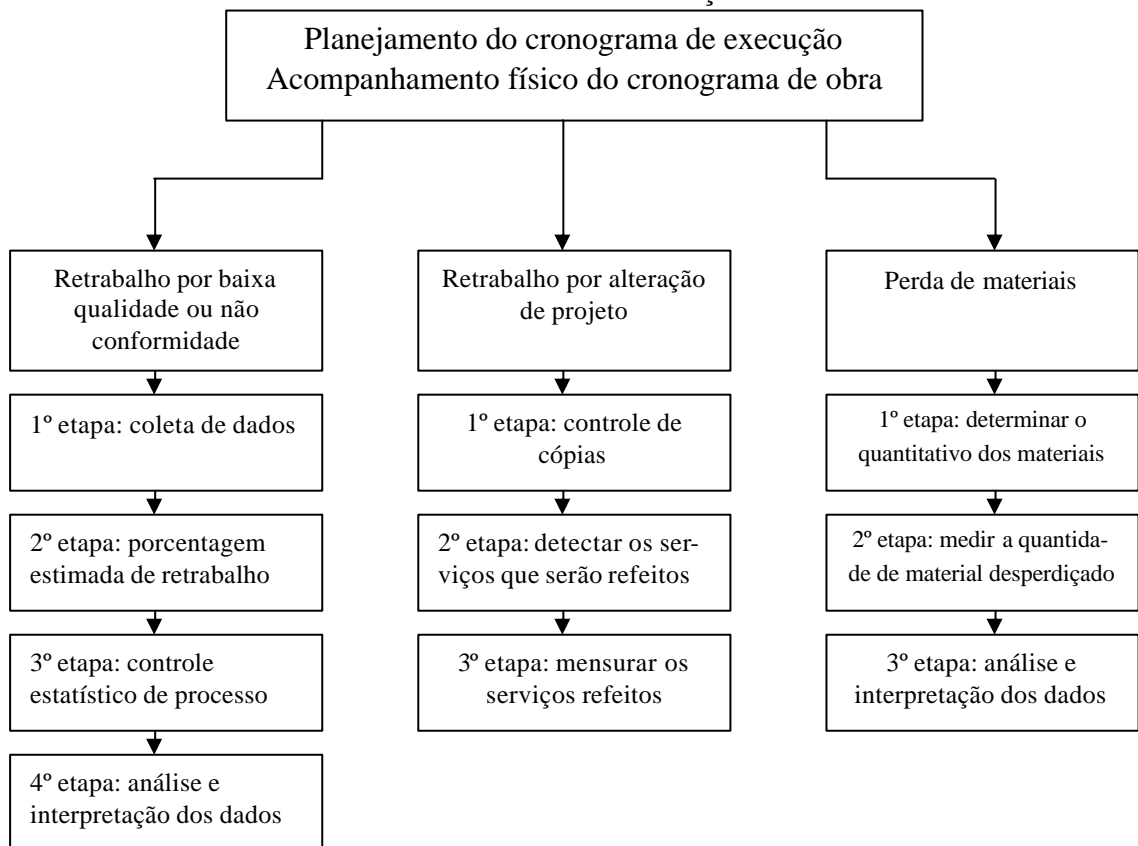 Planejamento do cronograma de execução
Acompanhamento físico do cronograma de obra
Retrabalho por baixa
qualidade ou não
conformidade
1º etapa: coleta de dados
2º etapa: porcentagem
estimada de retrabalho
3º etapa: controle
estatístico de processo
4º etapa: análise e
interpretação dos dados
Retrabalho por alteração
de projeto
1º etapa: controle de
cópias
2º etapa: detectar os ser-
viços que serão refeitos
3º etapa: mensurar os
serviços refeitos
Perda de materiais
1º etapa: determinar o
quantitativo dos materiais
2º etapa: medir a quantida-
de de material desperdiçado
3º etapa: análise e
interpretação dos dados